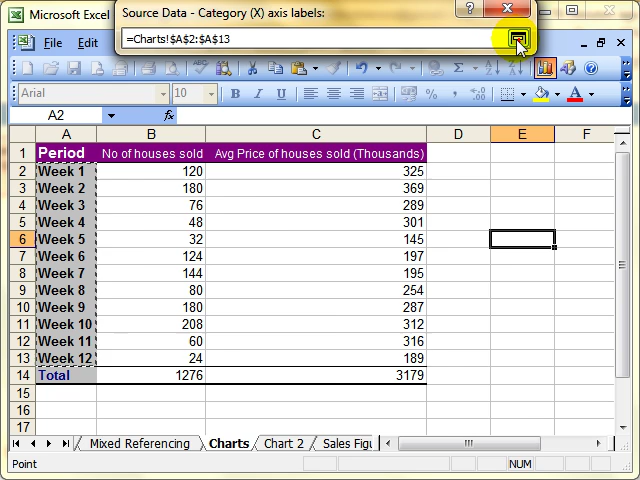 Microsoft Excel
Source Data - Category (X) axis labels:
=Charts!$A$2:$A$13
File Edit
Arial 10 B I U
A2 fx
A B C D E F
1 Period No of houses sold Avg Price of houses sold (Thousands)
2 Week 1 120 325
3 Week 2 180 369
4 Week 3 76 289
5 Week 4 48 301
6 Week 5 32 145
7 Week 6 124 197
8 Week 7 144 195
9 Week 8 80 254
10 Week 9 180 287
11 Week 10 208 312
12 Week 11 60 316
13 Week 12 24 189
14 Total 1276 3179
15
16
17
Mixed Referencing Charts Chart 2 Sales Figu
Point NUM